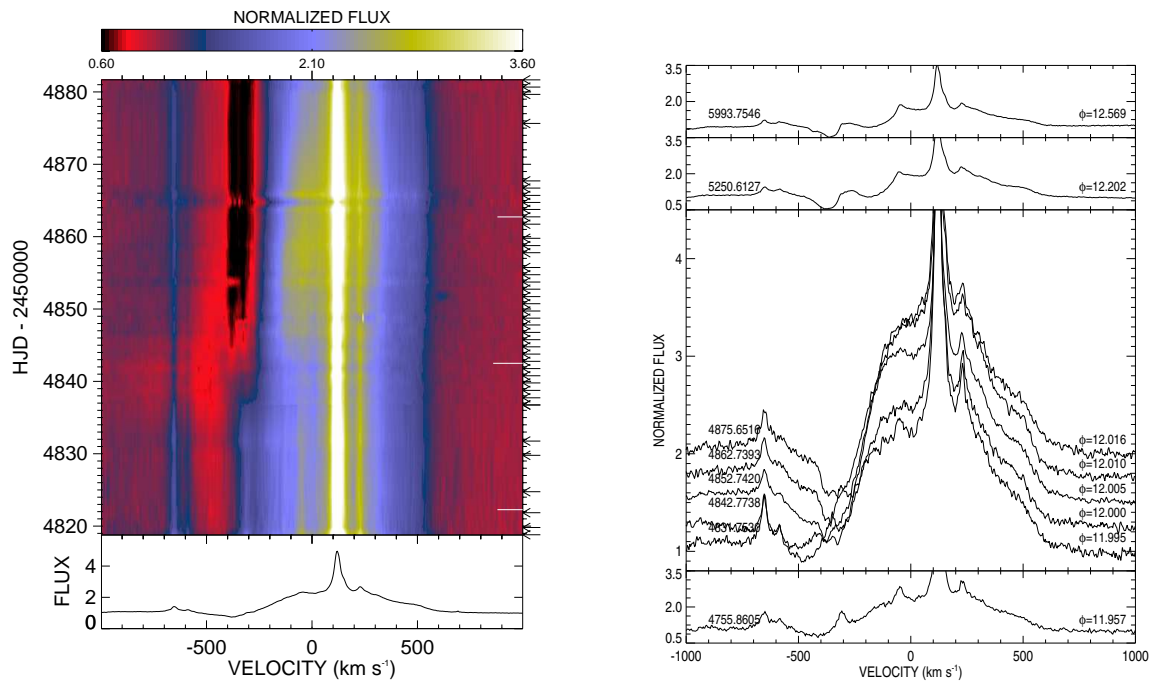 NORMALIZED FLUX
0.60 2.10 3.60
4880
4870
4860
4850
4840
4830
4820
HJD - 2450000
4
2
0
FLUX
-500 0 500
VELOCITY (km s-1)
3.5
2.0
5993.7546 ϕ=12.569
3.5
2.0
0.5
5250.6127 ϕ=12.202
4
3
2
1
NORMALIZED FLUX
4875.6516 ϕ=12.016
4862.7393 ϕ=12.010
4852.7420 ϕ=12.005
4842.7738 ϕ=12.000
ϕ=11.995
3.5
2.0
0.5
4755.8605 ϕ=11.957
-1000 -500 0 500 1000
VELOCITY (km s-1)